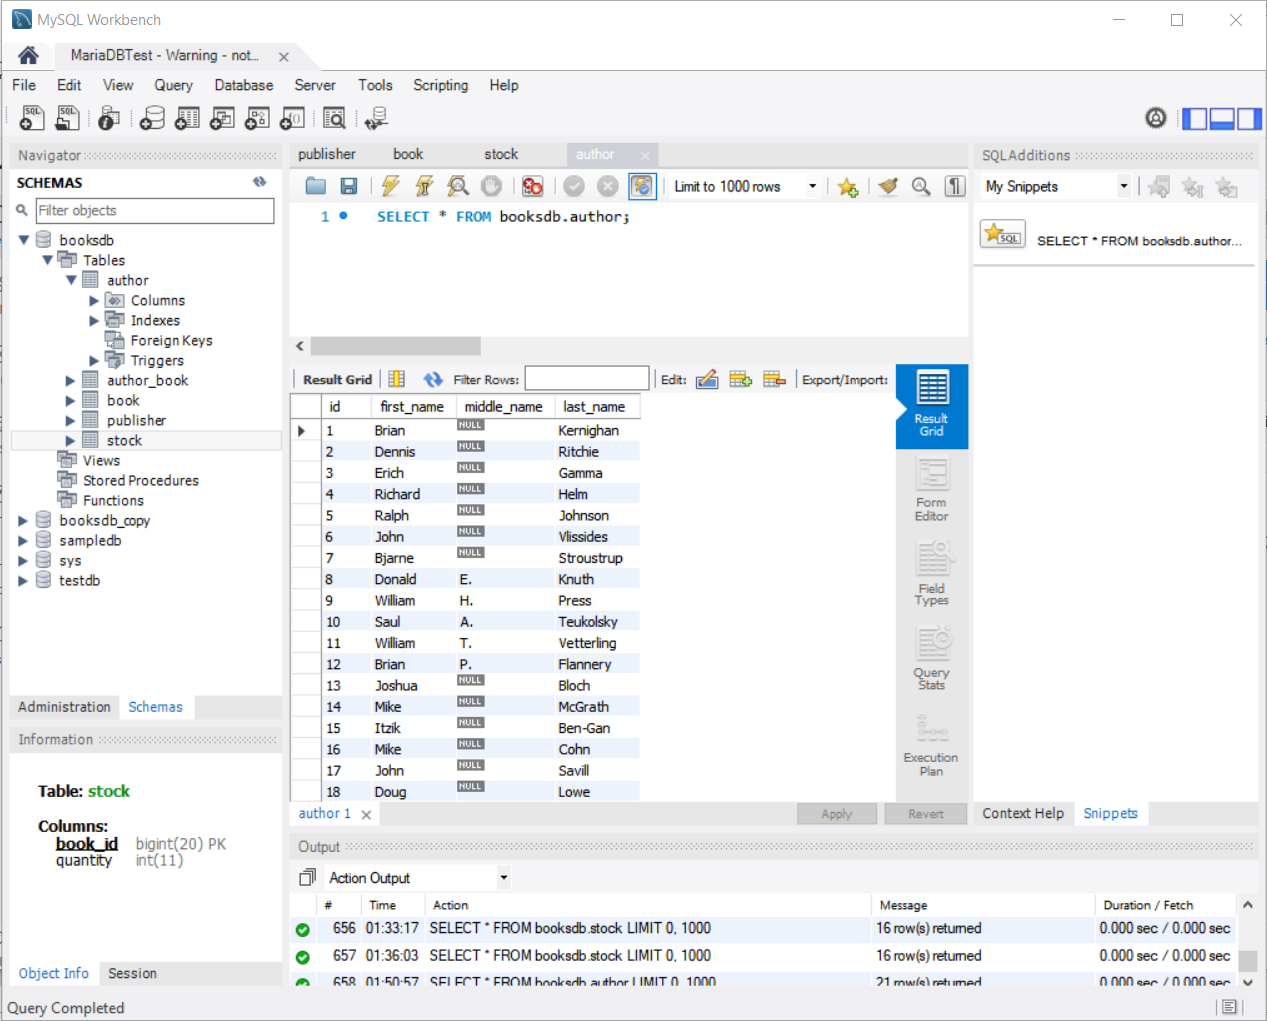 MySQL Workbench
MariaDBTest - Warning - not...
File Edit View Query Database Server Tools Scripting Help
Navigator
SCHEMAS
Filter objects
booksdb
Tables
author
Columns
Indexes
Foreign Keys
Triggers
author_book
book
publisher
stock
Views
Stored Procedures
Functions
booksdb_copy
sampledb
sys
testdb
Administration Schemas
Information
Table: stock
Columns:
book_id bigint(20) PK
quantity int(11)
Object Info Session
publisher book stock author
Limit to 1000 rows
1 SELECT * FROM booksdb.author;
Result Grid Filter Rows: Edit: Export/Import:
id first_name middle_name last_name
1 Brian NULL Kernighan
2 Dennis NULL Ritchie
3 Erich NULL Gamma
4 Richard NULL Helm
5 Ralph NULL Johnson
6 John NULL Vlissides
7 Bjarne NULL Stroustrup
8 Donald E. Knuth
9 William H. Press
10 Saul A. Teukolsky
11 William T. Vetterling
12 Brian P. Flannery
13 Joshua NULL Bloch
14 Mike NULL McGrath
15 Itzik NULL Ben-Gan
16 Mike NULL Cohn
17 John NULL Savill
18 Doug NULL Lowe
Result
Grid
Form
Editor
Field
Types
Query
Stats
Execution
Plan
author 1 Apply Revert
SQLAdditions
My Snippets
SQL SELECT * FROM booksdb.author...
Context Help Snippets
Output
Action Output
# Time Action Message Duration / Fetch
656 01:33:17 SELECT * FROM booksdb.stock LIMIT 0, 1000 16 row(s) returned 0.000 sec / 0.000 sec
657 01:36:03 SELECT * FROM booksdb.stock LIMIT 0, 1000 16 row(s) returned 0.000 sec / 0.000 sec
658 01:50:57 SELECT * FROM booksdb.author LIMIT 0, 1000 21 row(s) returned 0.000 sec / 0.000 sec
Query Completed